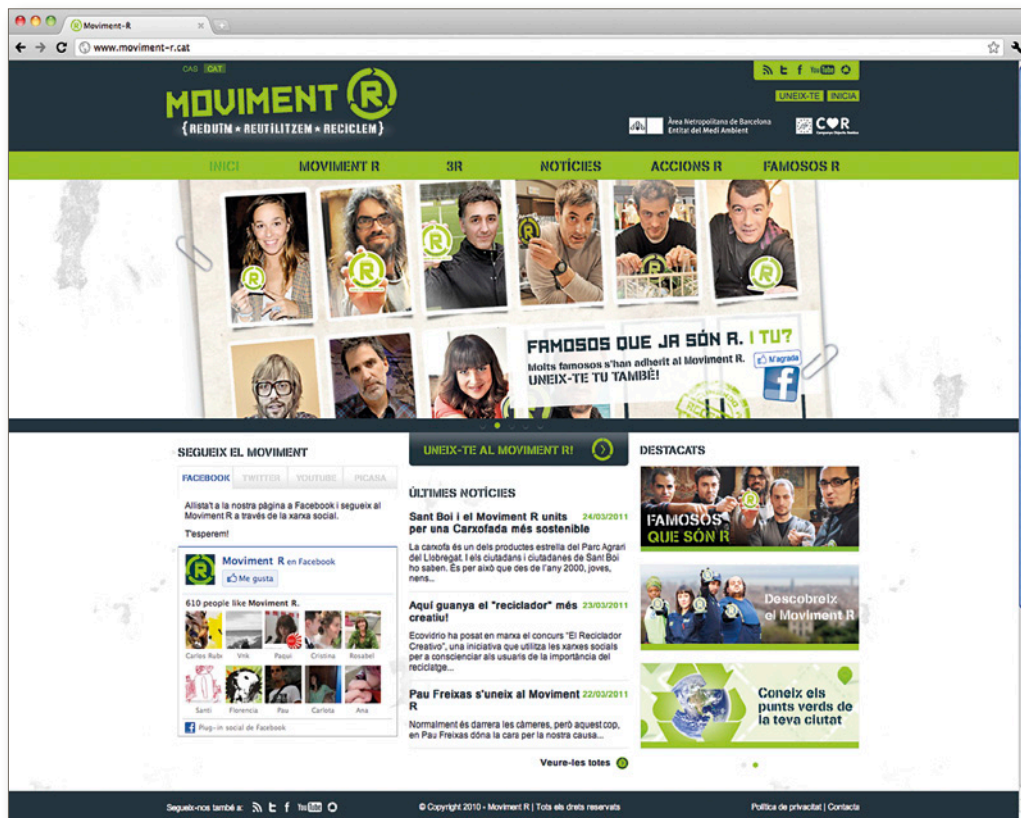 Moviment-R
www.moviment-r.cat
CAS CAT
UNEIX-TE INICIA
MOVIMENT R
{REDUÏM ★ REUTILITZEM ★ RECICLEM}
Àrea Metropolitana de Barcelona
Entitat del Medi Ambient
INICI MOVIMENT R 3R NOTÍCIES ACCIONS R FAMOSOS R
FAMOSOS QUE JA SÓN R. I TU?
Molts famosos s'han adherit al Moviment R.
M'agrada
UNEIX-TE TU TAMBÈ!
SEGUEIX EL MOVIMENT
FACEBOOK TWITTER YOUTUBE PICASA
Allista't a la nostra pàgina a Facebook i segueix al
Moviment R a través de la xarxa social.
T'esperem!
Moviment R en Facebook
Me gusta
610 people like Moviment R.
Carles Rubx Vnk Paqui Cristina Rosabel
Santi Florencia Pau Carlota Ana
Plug-in social de Facebook
UNEIX-TE AL MOVIMENT R!
ÚLTIMES NOTÍCIES
Sant Boi i el Moviment R units 24/03/2011
per una Carxofada més sostenible
La carxofa és un dels productes estrella del Parc Agrari
del Llobregat. I els ciutadans i ciutadanes de Sant Boi
ho saben. És per això que des de l'any 2000, joves,
nens...
Aquí guanya el "reciclador" més 23/03/2011
creatiu!
Ecovidrio ha posat en marxa el concurs "El Reciclador
Creativo", una iniciativa que utilitza les xarxes socials
per a conscienciar als usuaris de la importància del
reciclatge...
Pau Freixas s'uneix al Moviment 22/03/2011
R
Normalment és darrera les càmeres, però aquest cop,
en Pau Freixas dóna la cara per la nostra causa...
Veure-les totes
DESTACATS
FAMOSOS
QUE SÓN R
Descobreix
el Moviment R
Coneix els
punts verds de
la teva ciutat
Segueix-nos també a: You Tube
© Copyright 2010 - Moviment R | Tots els drets reservats
Política de privacitat | Contacta